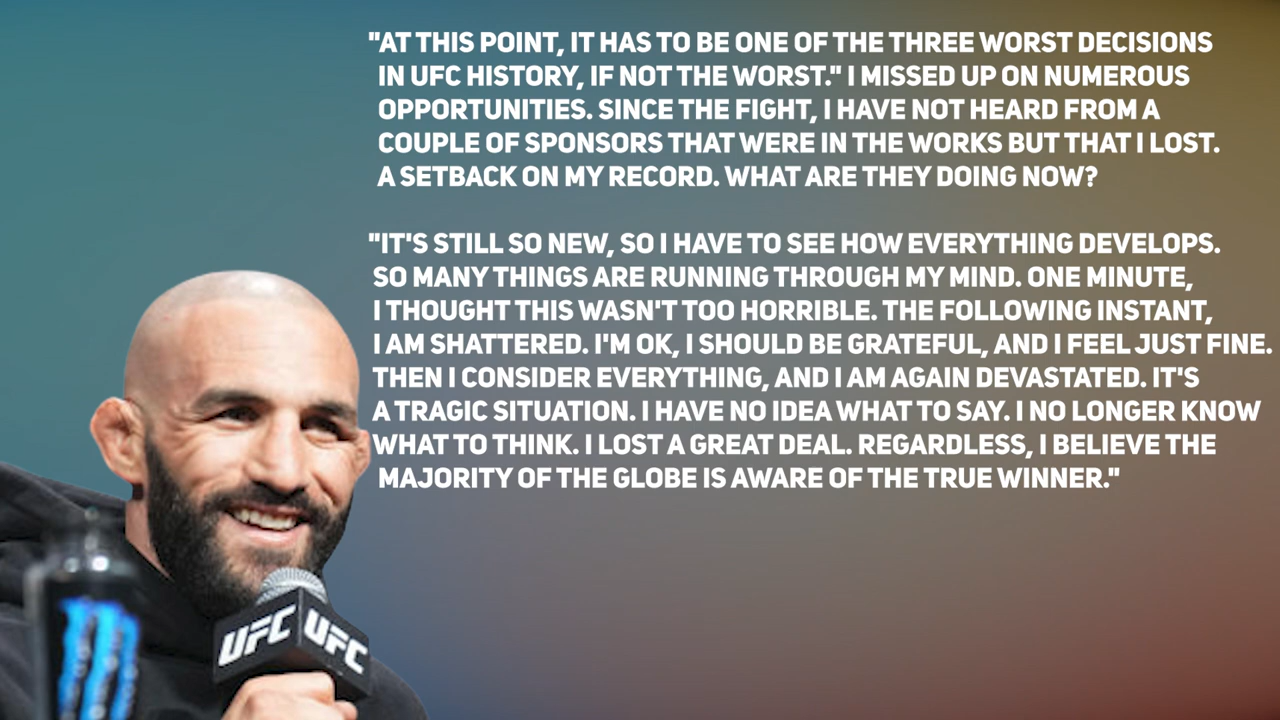 "AT THIS POINT, IT HAS TO BE ONE OF THE THREE WORST DECISIONS
IN UFC HISTORY, IF NOT THE WORST." I MISSED UP ON NUMEROUS
OPPORTUNITIES. SINCE THE FIGHT, I HAVE NOT HEARD FROM A
COUPLE OF SPONSORS THAT WERE IN THE WORKS BUT THAT I LOST.
A SETBACK ON MY RECORD. WHAT ARE THEY DOING NOW?
"IT'S STILL SO NEW, SO I HAVE TO SEE HOW EVERYTHING DEVELOPS.
SO MANY THINGS ARE RUNNING THROUGH MY MIND. ONE MINUTE,
I THOUGHT THIS WASN'T TOO HORRIBLE. THE FOLLOWING INSTANT,
I AM SHATTERED. I'M OK, I SHOULD BE GRATEFUL, AND I FEEL JUST FINE.
THEN I CONSIDER EVERYTHING, AND I AM AGAIN DEVASTATED. IT'S
A TRAGIC SITUATION. I HAVE NO IDEA WHAT TO SAY. I NO LONGER KNOW
WHAT TO THINK. I LOST A GREAT DEAL. REGARDLESS, I BELIEVE THE
MAJORITY OF THE GLOBE IS AWARE OF THE TRUE WINNER."
UFC UFC